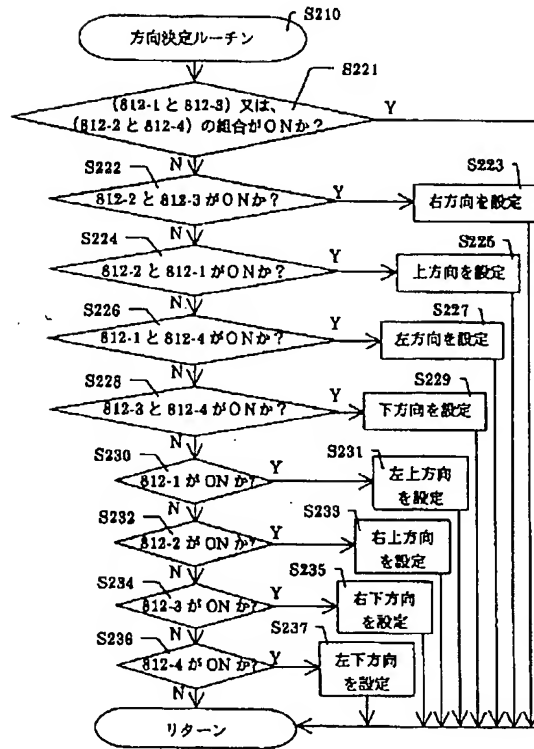 S210
方向決定ルーチン
S221
(812-1 と 812-3) 又は、
(812-2 と 812-4) の組合がONか?
Y
N
S222
812-2 と 812-3 がONか?
Y
S223
右方向を設定
N
S224
812-2 と 812-1 がONか?
Y
S225
上方向を設定
N
S226
812-1 と 812-4 がONか?
Y
S227
左方向を設定
N
S228
812-3 と 812-4 がONか?
Y
S229
下方向を設定
N
S230
812-1 が ON か?
Y
S231
左上方向
を設定
N
S232
812-2 が ON か?
Y
S233
右上方向
を設定
N
S234
812-3 が ON か?
Y
S235
右下方向
を設定
N
S236
812-4 が ON か?
Y
S237
左下方向
を設定
N
リターン